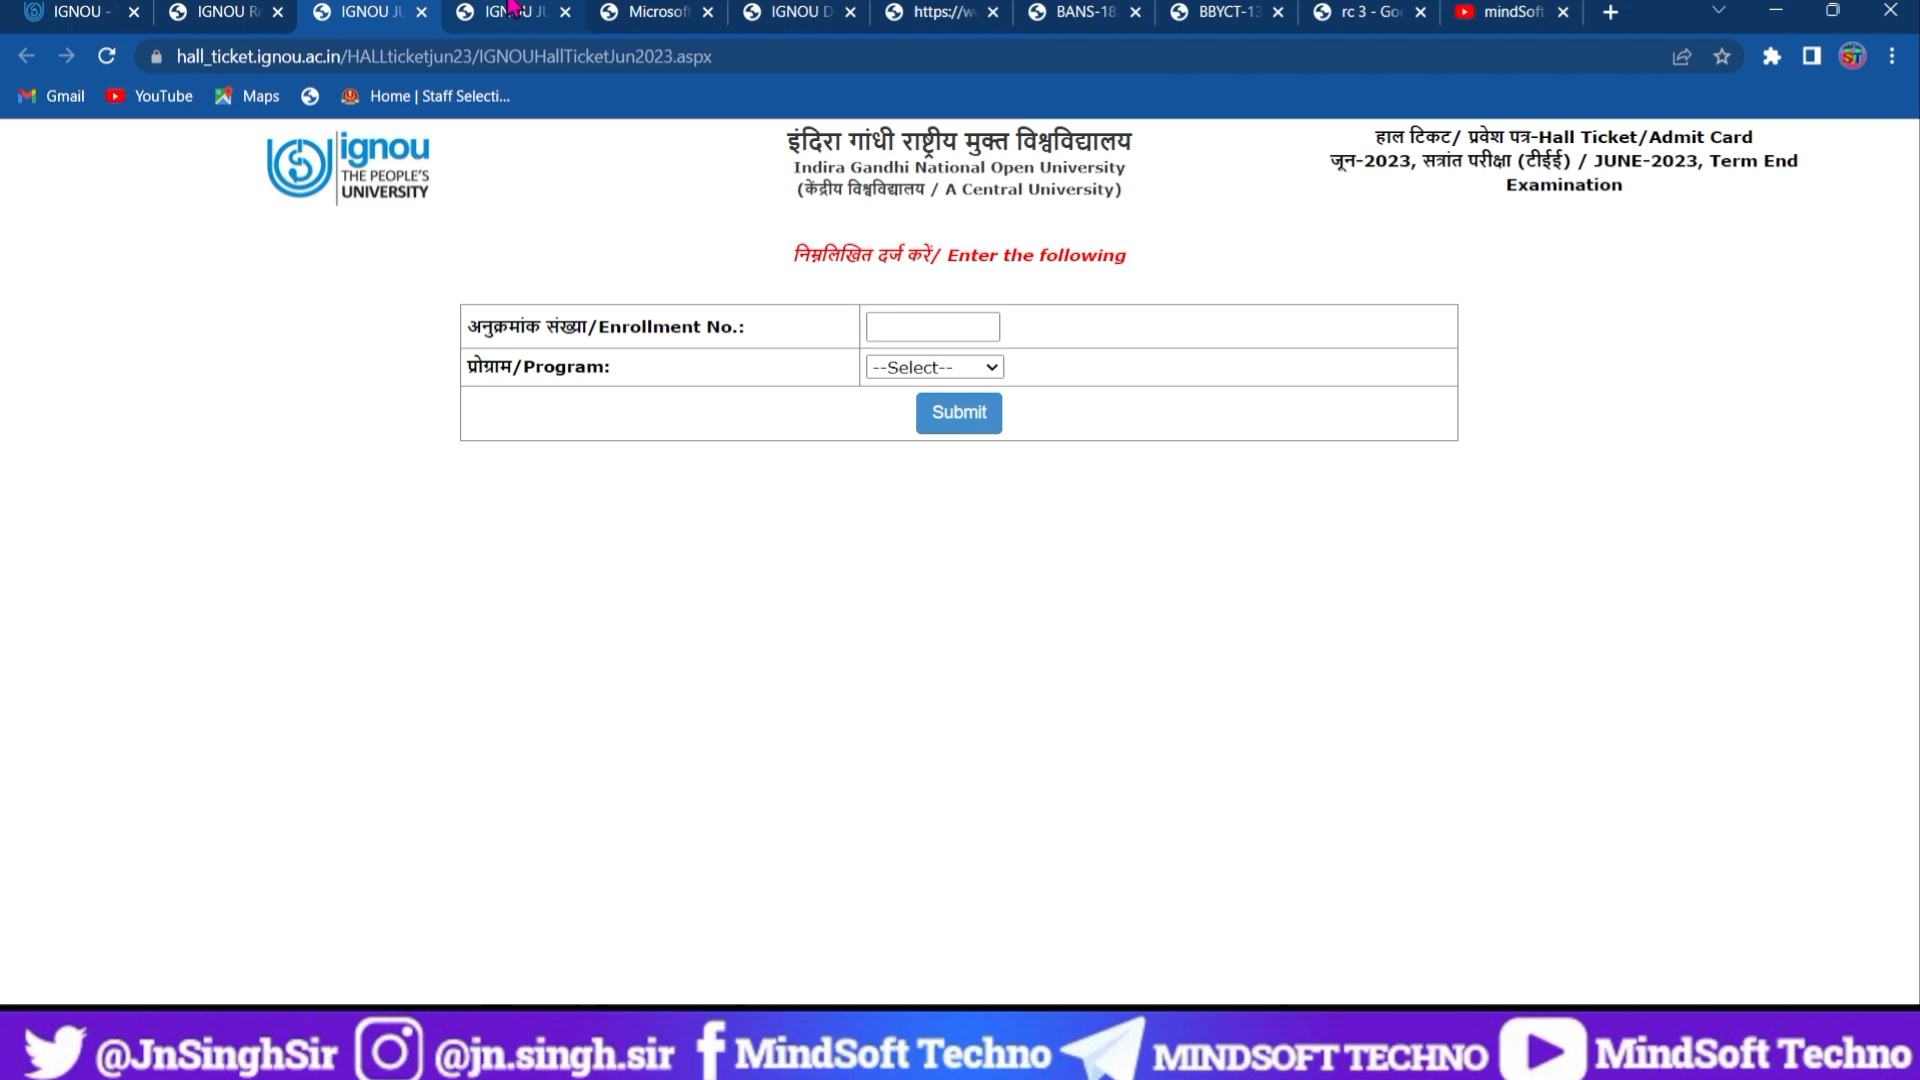 IGNOU -
IGNOU R
IGNOU JU
IGNOU JU
Microsoft
IGNOU D
https://w
BANS-18
BBYCT-13
rc 3 - Go
mindSoft
hall_ticket.ignou.ac.in/HALLticketjun23/IGNOUHallTicketJun2023.aspx
ST
Gmail
YouTube
Maps
Home | Staff Selecti...
ignou
THE PEOPLE'S
UNIVERSITY
इंदिरा गांधी राष्ट्रीय मुक्त विश्वविद्यालय
Indira Gandhi National Open University
(केंद्रीय विश्वविद्यालय / A Central University)
हाल टिकट/ प्रवेश पत्र-Hall Ticket/Admit Card
जून-2023, सत्रांत परीक्षा (टीईई) / JUNE-2023, Term End
Examination
निम्नलिखित दर्ज करें/ Enter the following
अनुक्रमांक संख्या/Enrollment No.:
प्रोग्राम/Program:
--Select--
Submit
@JnSinghSir
@jn.singh.sir
MindSoft Techno
MINDSOFT TECHNO
MindSoft Techno